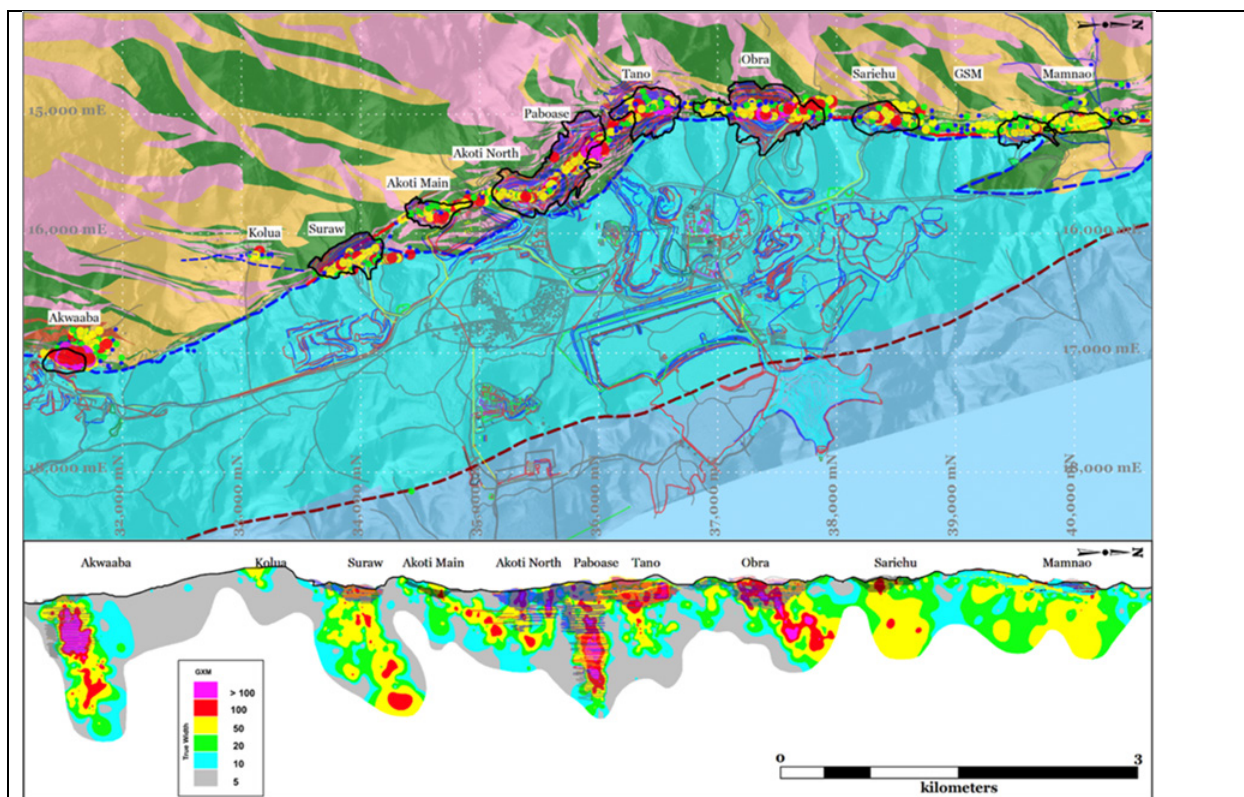 N
Obra
Tano
Sariehu
GSM
Mamnao
15,000 mE
Paboase
Akoti North
Akoti Main
Kolua
Suraw
16,000 mE
16,000 mE
Akwaaba
17,000 mE
18,000 mE
18,000 mE
32,000 mN
33,000 mN
34,000 mN
35,000 mN
36,000 mN
37,000 mN
38,000 mN
39,000 mN
40,000 mN
N
Akwaaba
Kolua
Suraw
Akoti Main
Akoti North
Paboase
Tano
Obra
Sariehu
Mamnao
GXM
True Width
> 100
100
50
20
10
5
0
3
kilometers